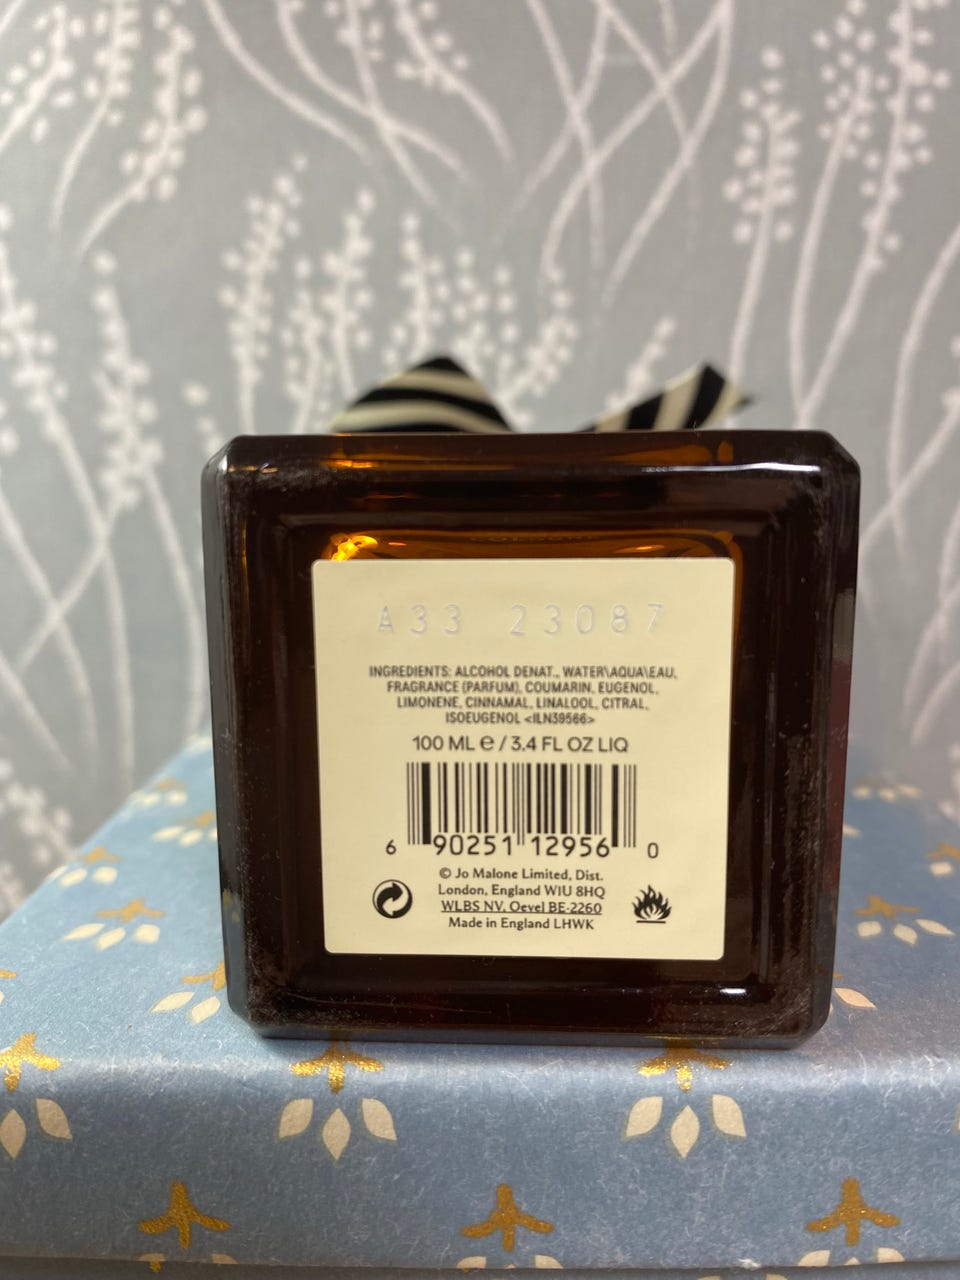 A33 23087
INGREDIENTS: ALCOHOL DENAT., WATER\AQUA\EAU,
FRAGRANCE (PARFUM), COUMARIN, EUGENOL,
LIMONENE, CINNAMAL, LINALOOL, CITRAL,
ISOEUGENOL <ILN39566>
100 ML ℮ / 3.4 FL OZ LIQ
6 90251 12956 0
© Jo Malone Limited, Dist.
London, England W1U 8HQ
WLBS NV, Oevel BE-2260
Made in England LHWK